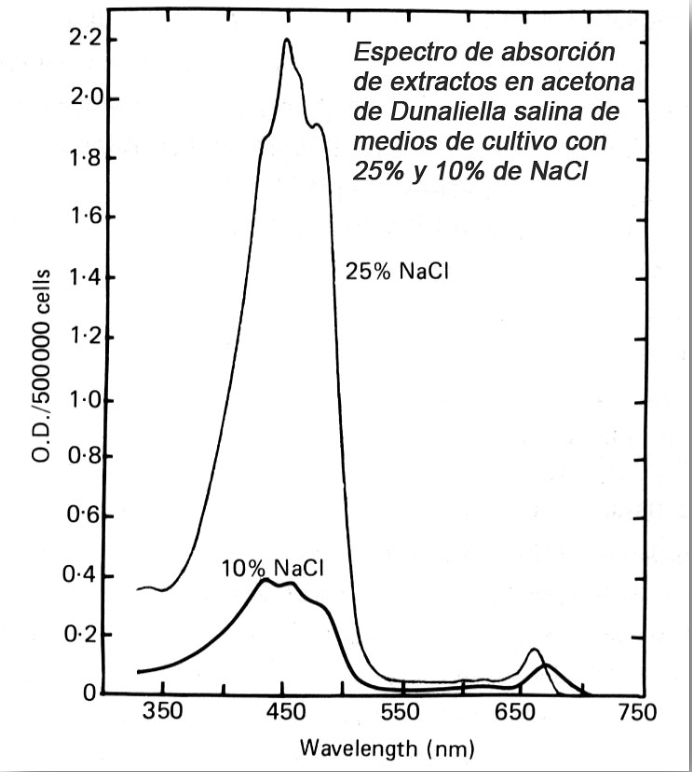 Espectro de absorción
de extractos en acetona
de Dunaliella salina de
medios de cultivo con
25% y 10% de NaCl
2·2
2·0
1·8
1·6
1·4
1·2
1·0
0·8
0·6
0·4
0·2
0
O.D./500000 cells
25% NaCl
10% NaCl
350 450 550 650 750
Wavelength (nm)